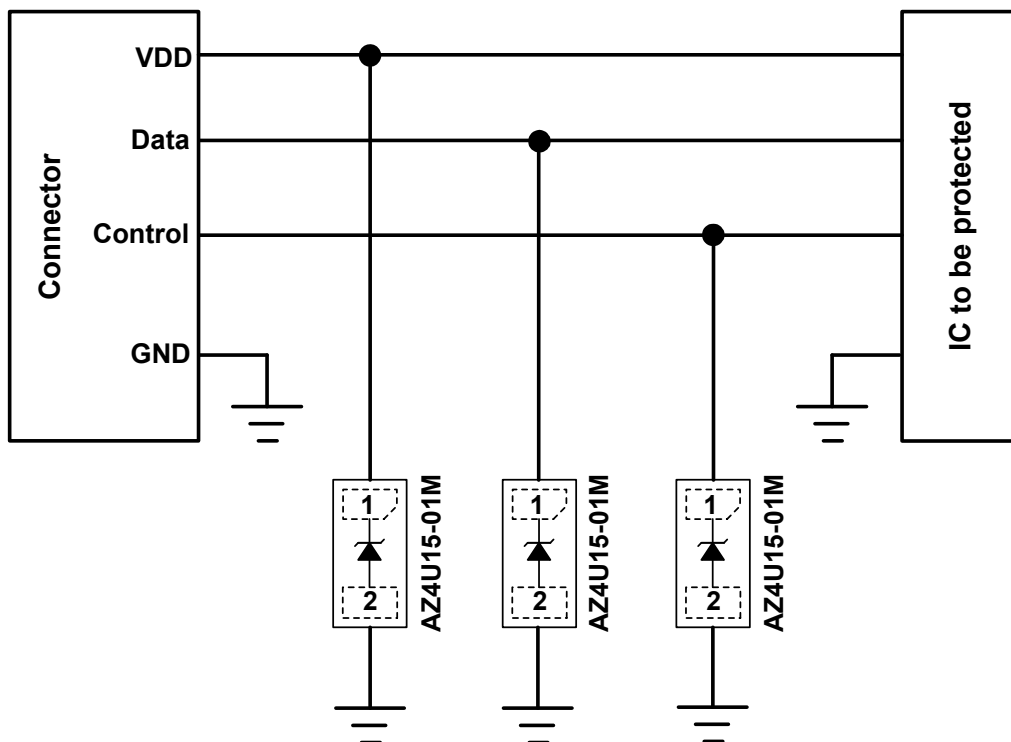 Connector
VDD
Data
Control
GND
IC to be protected
1
2
AZ4U15-01M
1
2
AZ4U15-01M
1
2
AZ4U15-01M